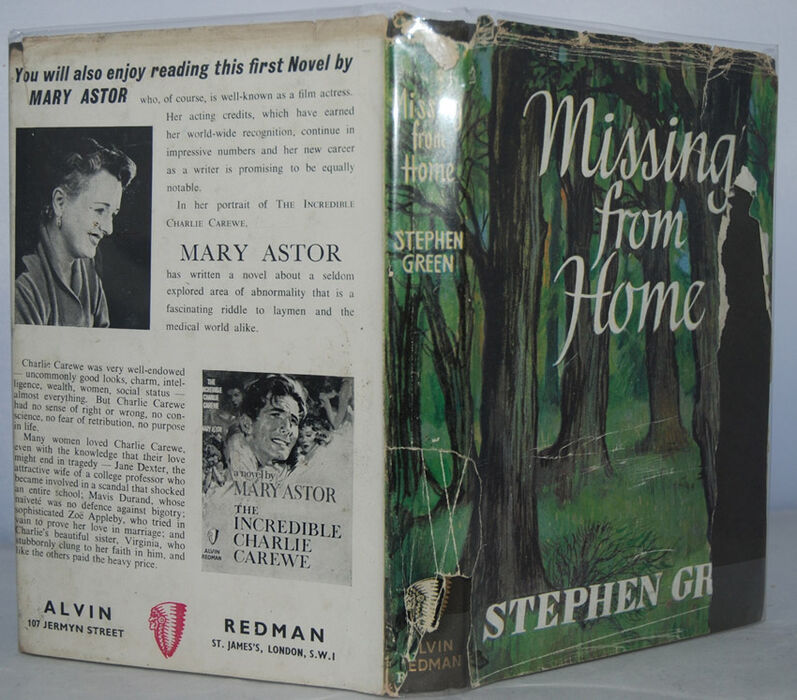 You will also enjoy reading this first Novel by
MARY ASTOR who, of course, is well-known as a film actress.
Her acting credits, which have earned
her world-wide recognition, continue in
impressive numbers and her new career
as a writer is promising to be equally
notable.
In her portrait of THE INCREDIBLE
CHARLIE CAREWE,
MARY ASTOR
has written a novel about a seldom
explored area of abnormality that is a
fascinating riddle to laymen and the
medical world alike.
Charlie Carewe was very well-endowed
— uncommonly good looks, charm, intel-
ligence, wealth, women, social status —
almost everything. But Charlie Carewe
had no sense of right or wrong, no con-
science, no fear of retribution, no purpose
in life.
Many women loved Charlie Carewe,
even with the knowledge that their love
might end in tragedy — Jane Dexter, the
attractive wife of a college professor who
became involved in a scandal that shocked
an entire school; Mavis Durand, whose
naïveté was no defence against bigotry;
sophisticated Zoë Appleby, who tried in
vain to prove her love in marriage; and
Charlie's beautiful sister, Virginia, who
stubbornly clung to her faith in him, and
like the others paid the heavy price.
THE
INCREDIBLE
CHARLIE
CAREWE
MARY ASTOR
a novel by
MARY ASTOR
THE
INCREDIBLE
CHARLIE
CAREWE
ALVIN
REDMAN
ALVIN REDMAN
107 JERMYN STREET ST. JAMES'S, LONDON, S.W.1
Missing
from
Home
STEPHEN
GREEN
ALVIN
REDMAN
Missing
from
Home
STEPHEN GR